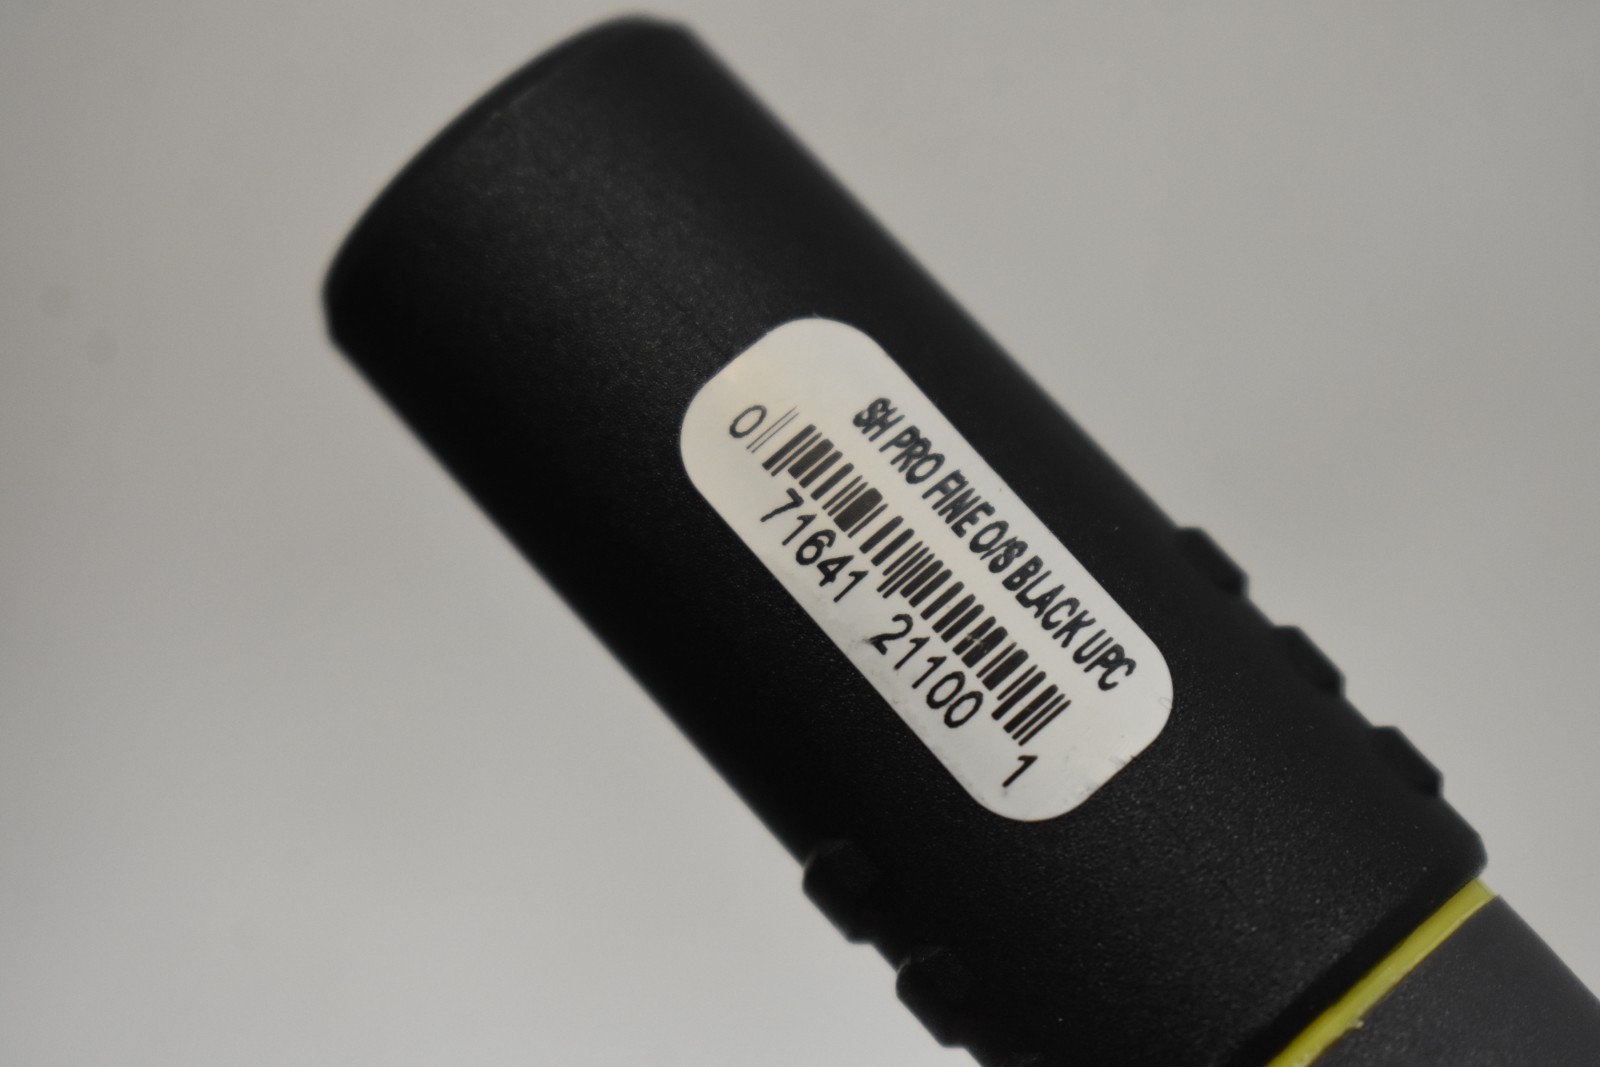 SH PRO FINE O/S BLACK UPC
0 71641 21100 1